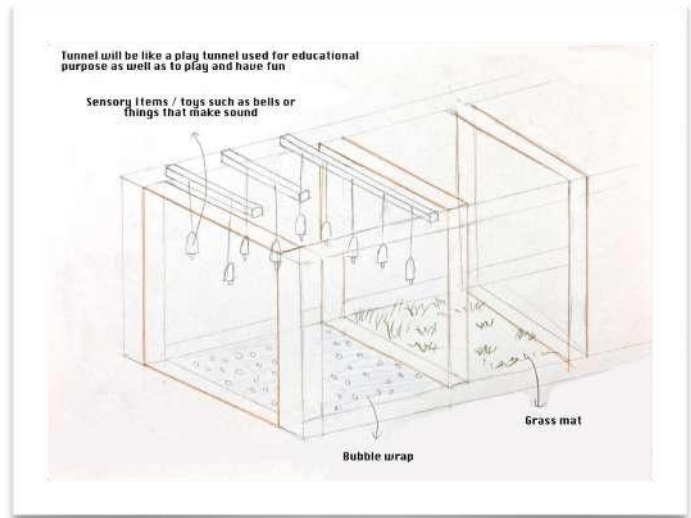 Tunnel will be like a play tunnel used for educational
purpose as well as to play and have fun
Sensory Items / toys such as bells or
things that make sound
Grass mat
Bubble wrap